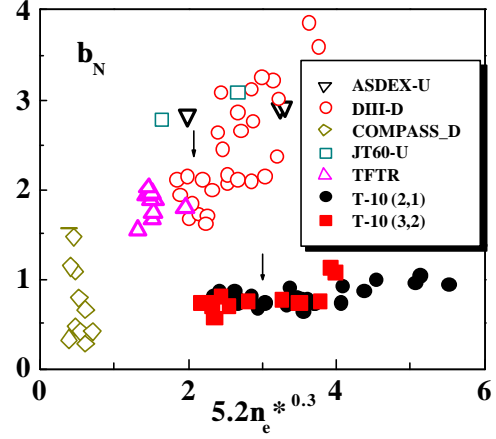 4
3
2
1
0
b_N
ASDEX-U
DIII-D
COMPASS_D
JT60-U
TFTR
T-10 (2,1)
T-10 (3,2)
0 2 4 6
5.2n_e*^0.3